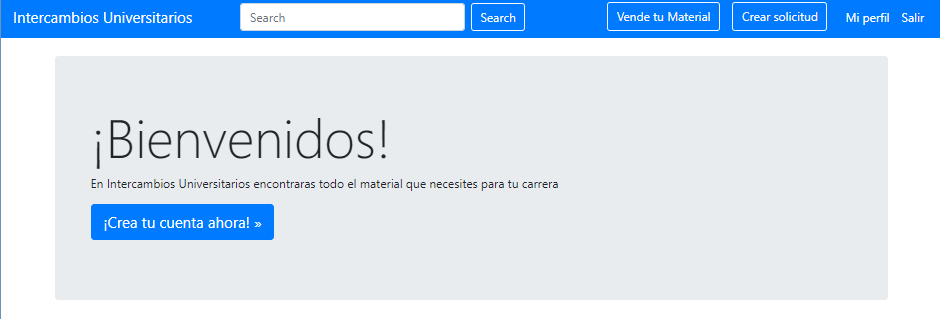 Intercambios Universitarios Search Search Vende tu Material Crear solicitud Mi perfil Salir
¡Bienvenidos!
En Intercambios Universitarios encontraras todo el material que necesites para tu carrera
¡Crea tu cuenta ahora! »